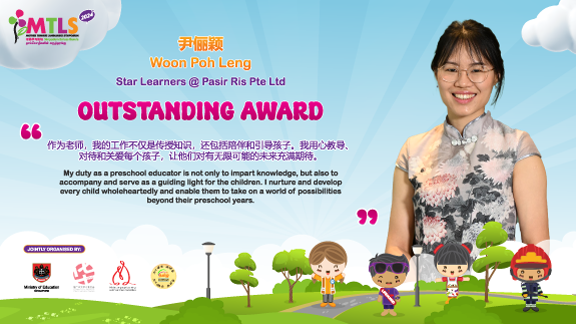 MTLS
2024
尹俪颖
Woon Poh Leng
Star Learners @ Pasir Ris Pte Ltd
OUTSTANDING AWARD
作为老师，我的工作不仅是传授知识，还包括陪伴和引导孩子。我用心教导、
对待和关爱每个孩子，让他们对有无限可能的未来充满期待。
My duty as a preschool educator is not only to impart knowledge, but also to
accompany and serve as a guiding light for the children. I nurture and develop
every child wholeheartedly and enable them to take on a world of possibilities
beyond their preschool years.
JOINTLY ORGANISED BY:
Ministry of Education
SINGAPORE